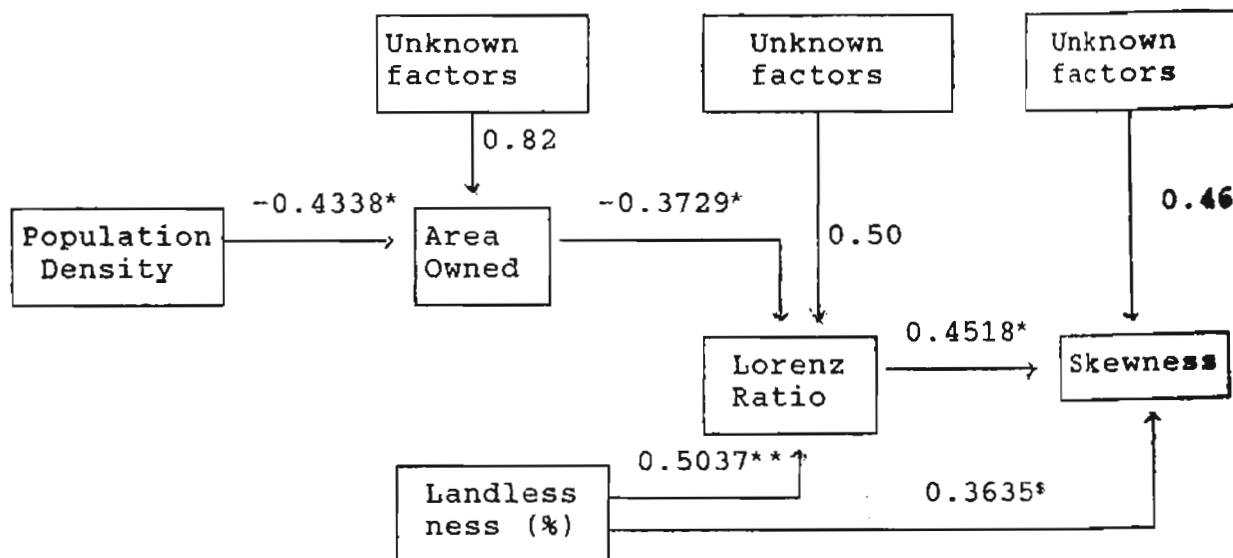 Unknown
factors
Unknown
factors
Unknown
factors
0.82
-0.4338*
-0.3729*
0.50
0.46
Population
Density
Area
Owned
0.4518*
Lorenz
Ratio
Skewness
0.5037**
0.3635$
Landless
ness (%)